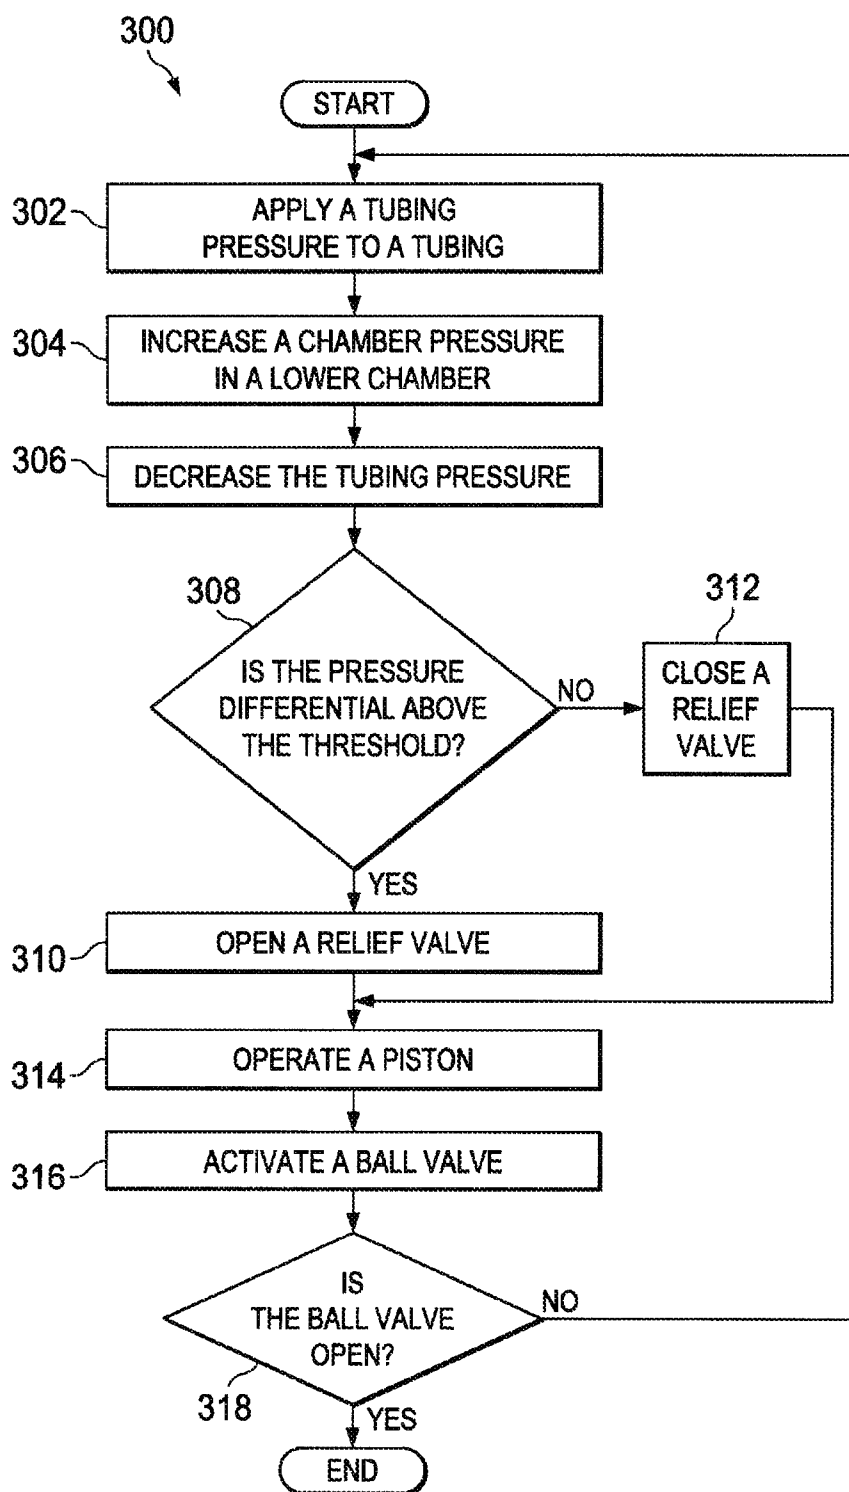 300
START
302
APPLY A TUBING
PRESSURE TO A TUBING
304
INCREASE A CHAMBER PRESSURE
IN A LOWER CHAMBER
306
DECREASE THE TUBING PRESSURE
308
IS THE PRESSURE
DIFFERENTIAL ABOVE
THE THRESHOLD?
NO
312
CLOSE A
RELIEF
VALVE
YES
310
OPEN A RELIEF VALVE
314
OPERATE A PISTON
316
ACTIVATE A BALL VALVE
IS
THE BALL VALVE
OPEN?
NO
318
YES
END